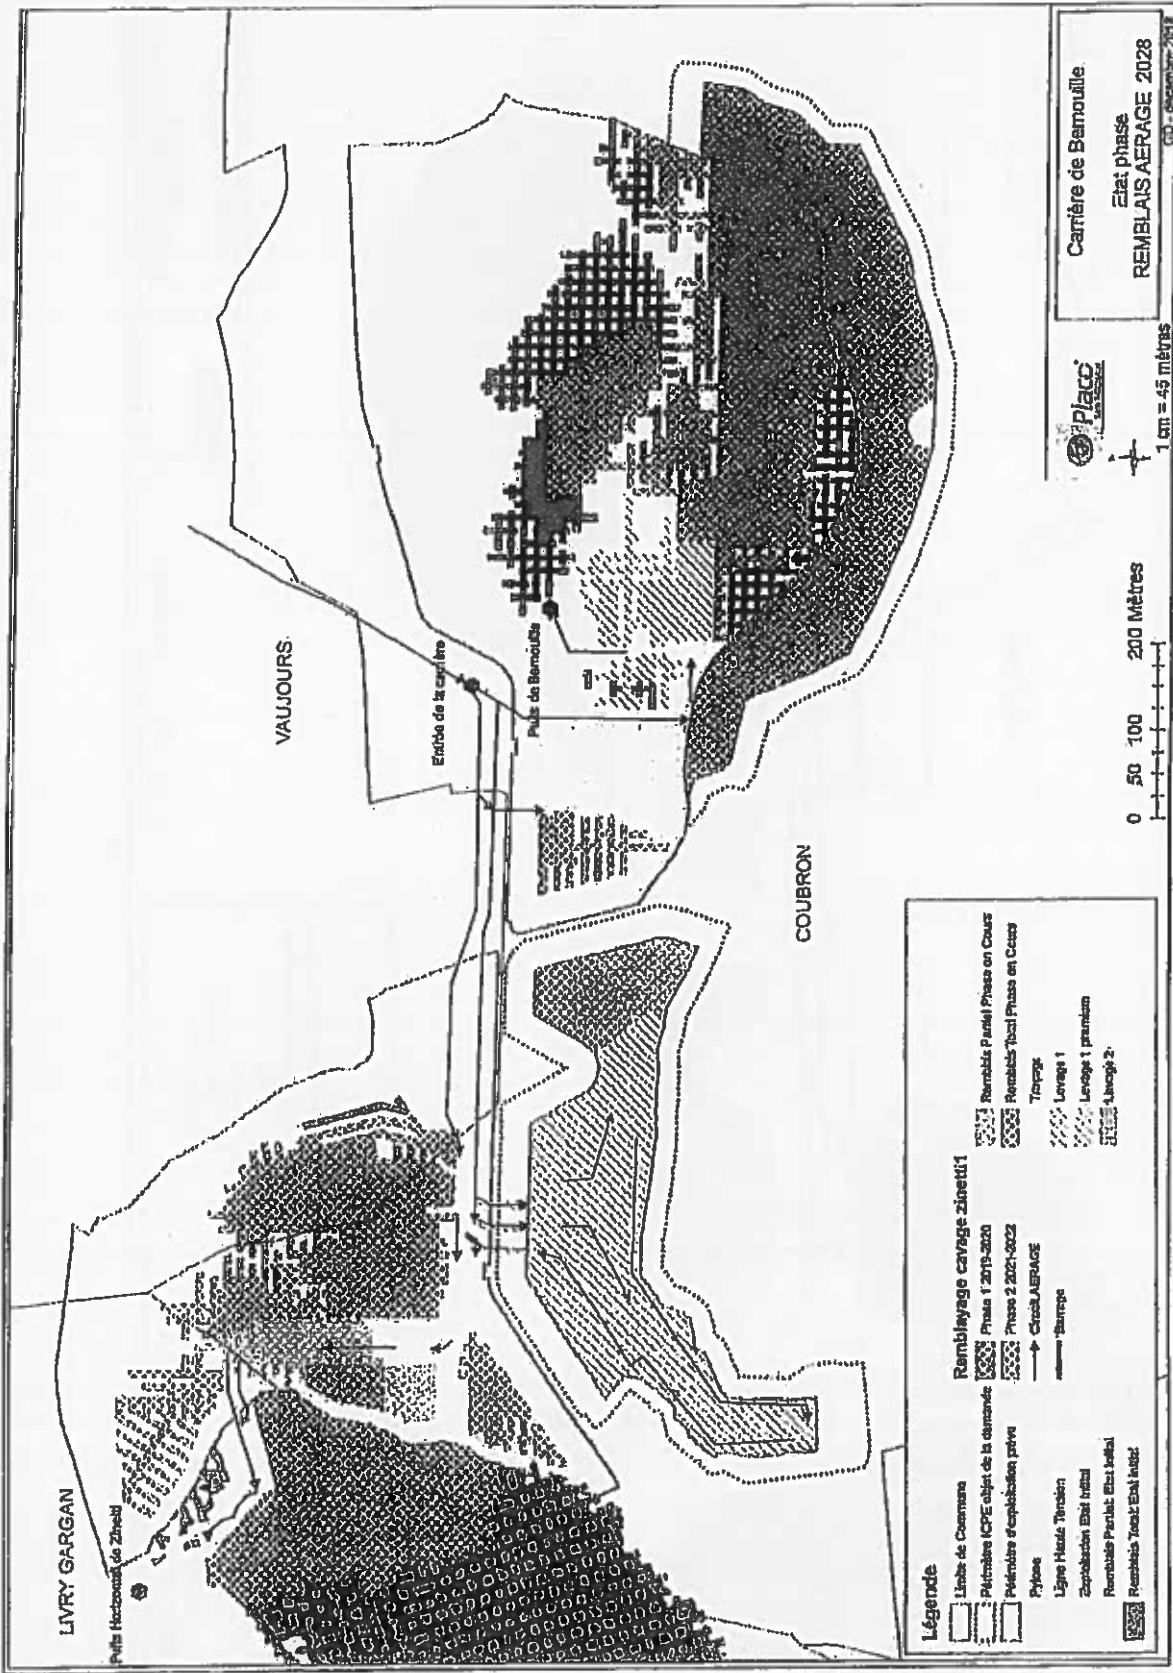 LIVRY GARGAN
Puits Horizontal de Zinetti
VAUJOURS
Entrée de la carrière
Puits de Bernouille
COUBRON
Légende
Limite de Commune
Périmètre ICPE objet de la demande
Périmètre d'exploitation prévu
Pylone
Ligne Haute Tension
Exploitation Etat Initial
Remblais Partiel Etat Initial
Remblais Total Etat Initial
Remblayage cavage zinetti1
Phase 1 2019-2020
Phase 2 2021-2022
Circuit AERAGE
Barrage
Remblais Partiel Phase en Cours
Remblais Total Phase en Cours
Traçage
Levage 1
Levage 1 
Levage 2
0 50 100 200 Mètres
Placo
1 cm = 45 mètres
Carrière de Bernouille
Etat phase
REMBLAIS AERAGE 2028